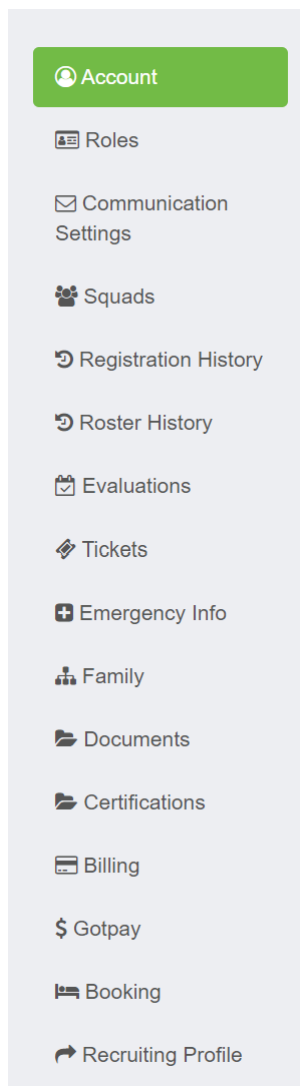 Account
Roles
Communication
Settings
Squads
Registration History
Roster History
Evaluations
Tickets
Emergency Info
Family
Documents
Certifications
Billing
$ Gotpay
Booking
Recruiting Profile